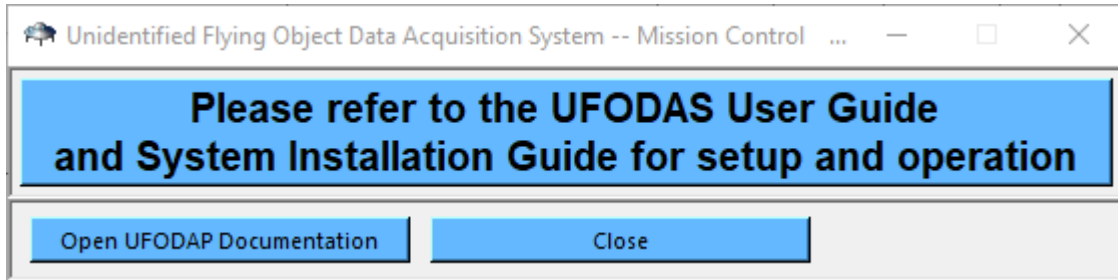 Unidentified Flying Object Data Acquisition System -- Mission Control ...
Please refer to the UFODAS User Guide
and System Installation Guide for setup and operation
Open UFODAP Documentation
Close